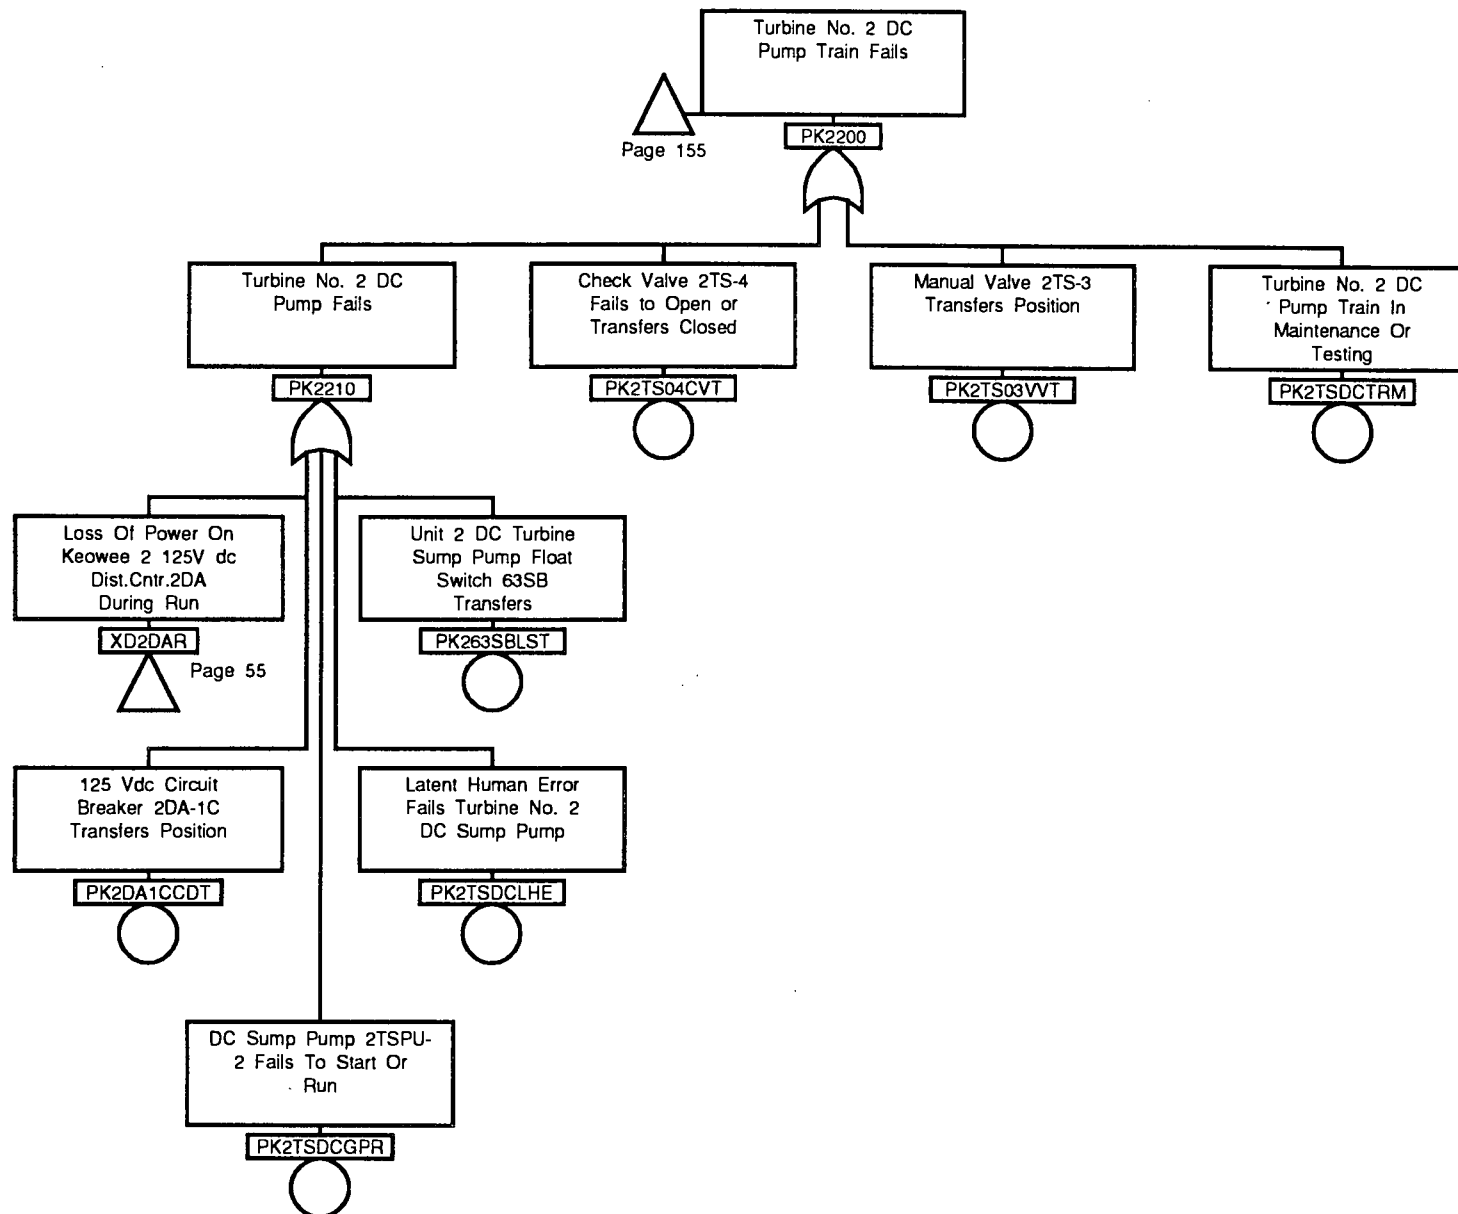 Turbine No. 2 DC
Pump Train Fails
Page 155
PK2200
Turbine No. 2 DC
Pump Fails
PK2210
Check Valve 2TS-4
Fails to Open or
Transfers Closed
PK2TS04CVT
Manual Valve 2TS-3
Transfers Position
PK2TS03VVT
Turbine No. 2 DC
Pump Train In
Maintenance Or
Testing
PK2TSDCTRM
Loss Of Power On
Keowee 2 125V dc
Dist.Cntr.2DA
During Run
XD2DAR
Page 55
Unit 2 DC Turbine
Sump Pump Float
Switch 63SB
Transfers
PK263SBLST
125 Vdc Circuit
Breaker 2DA-1C
Transfers Position
PK2DA1CCDT
Latent Human Error
Fails Turbine No. 2
DC Sump Pump
PK2TSDCLHE
DC Sump Pump 2TSPU-
2 Fails To Start Or
Run
PK2TSDCGPR